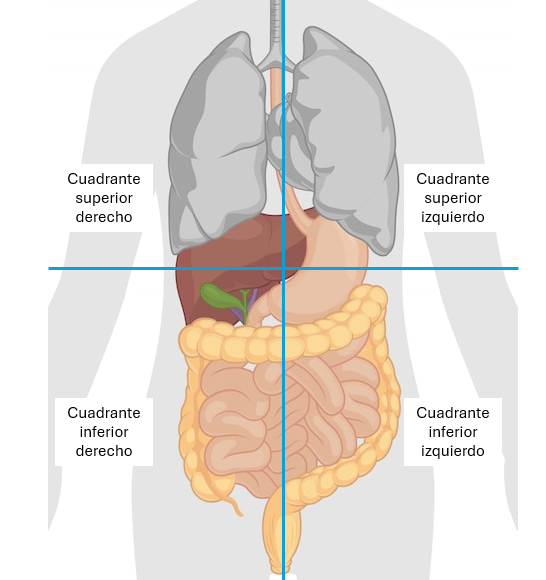 Cuadrante
superior
derecho
Cuadrante
superior
izquierdo
Cuadrante
inferior
derecho
Cuadrante
inferior
izquierdo